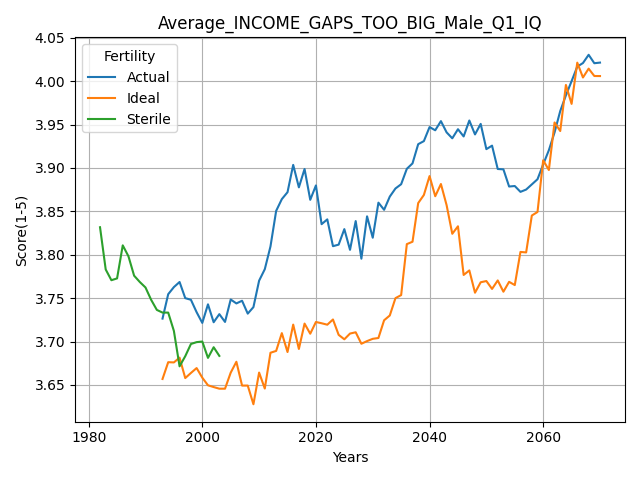 Average_INCOME_GAPS_TOO_BIG_Male_Q1_IQ
Fertility
Actual
Ideal
Sterile
Score(1-5)
4.05
4.00
3.95
3.90
3.85
3.80
3.75
3.70
3.65
1980 2000 2020 2040 2060
Years